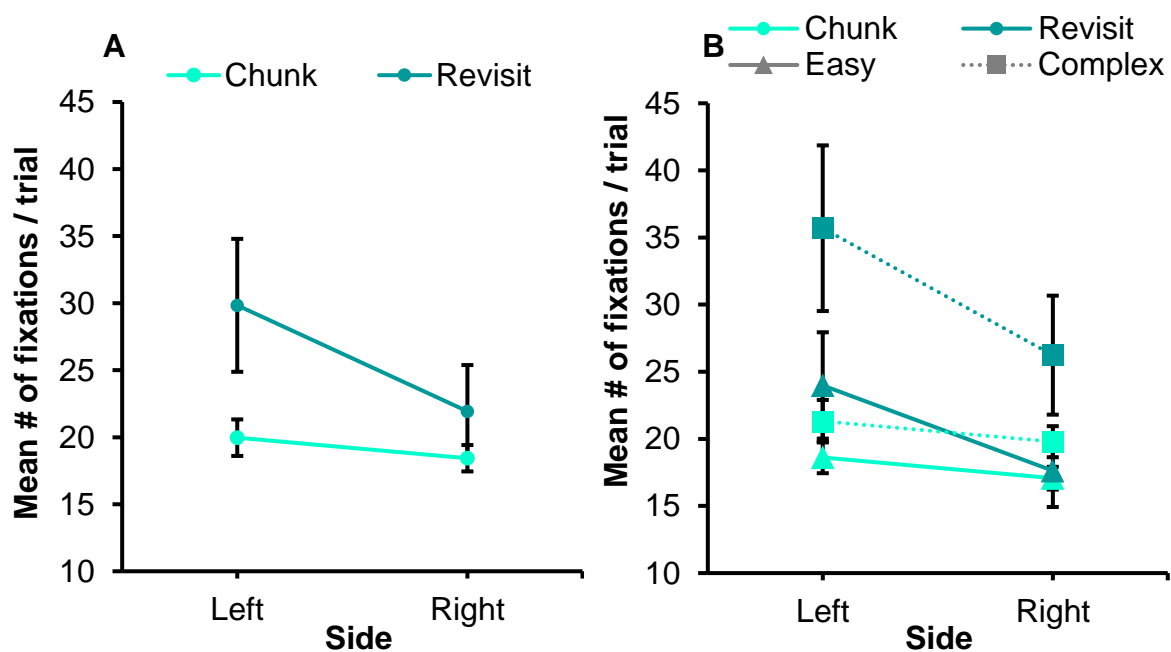 A
Chunk Revisit
Mean # of fixations / trial
45
40
35
30
25
20
15
10
Left Right
Side
B
Chunk Revisit
Easy Complex
Mean # of fixations / trial
45
40
35
30
25
20
15
10
Left Right
Side